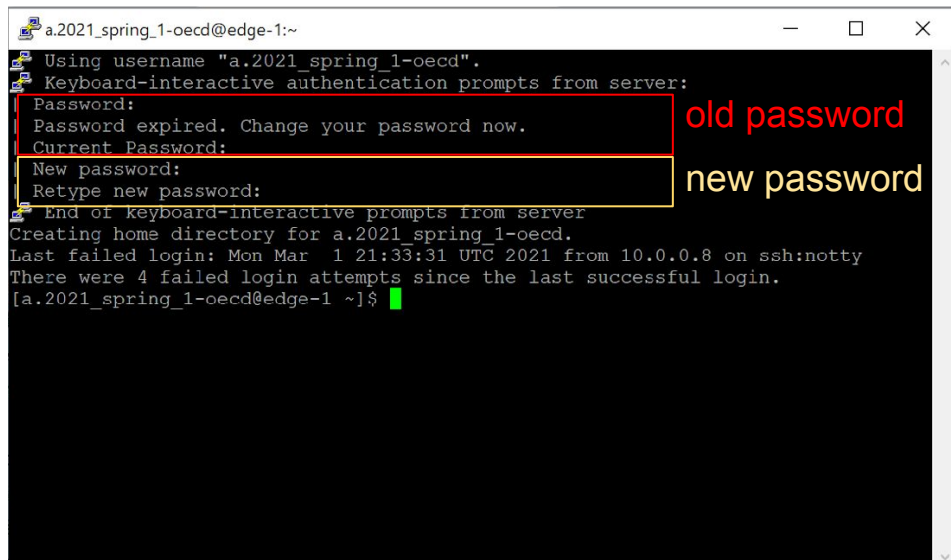 a.2021_spring_1-oecd@edge-1:~
Using username "a.2021_spring_1-oecd".
Keyboard-interactive authentication prompts from server:
| Password:
| Password expired. Change your password now.
| Current Password:
old password
| New password:
| Retype new password:
new password
End of keyboard-interactive prompts from server
Creating home directory for a.2021_spring_1-oecd.
Last failed login: Mon Mar  1 21:33:31 UTC 2021 from 10.0.0.8 on ssh:notty
There were 4 failed login attempts since the last successful login.
[a.2021_spring_1-oecd@edge-1 ~]$